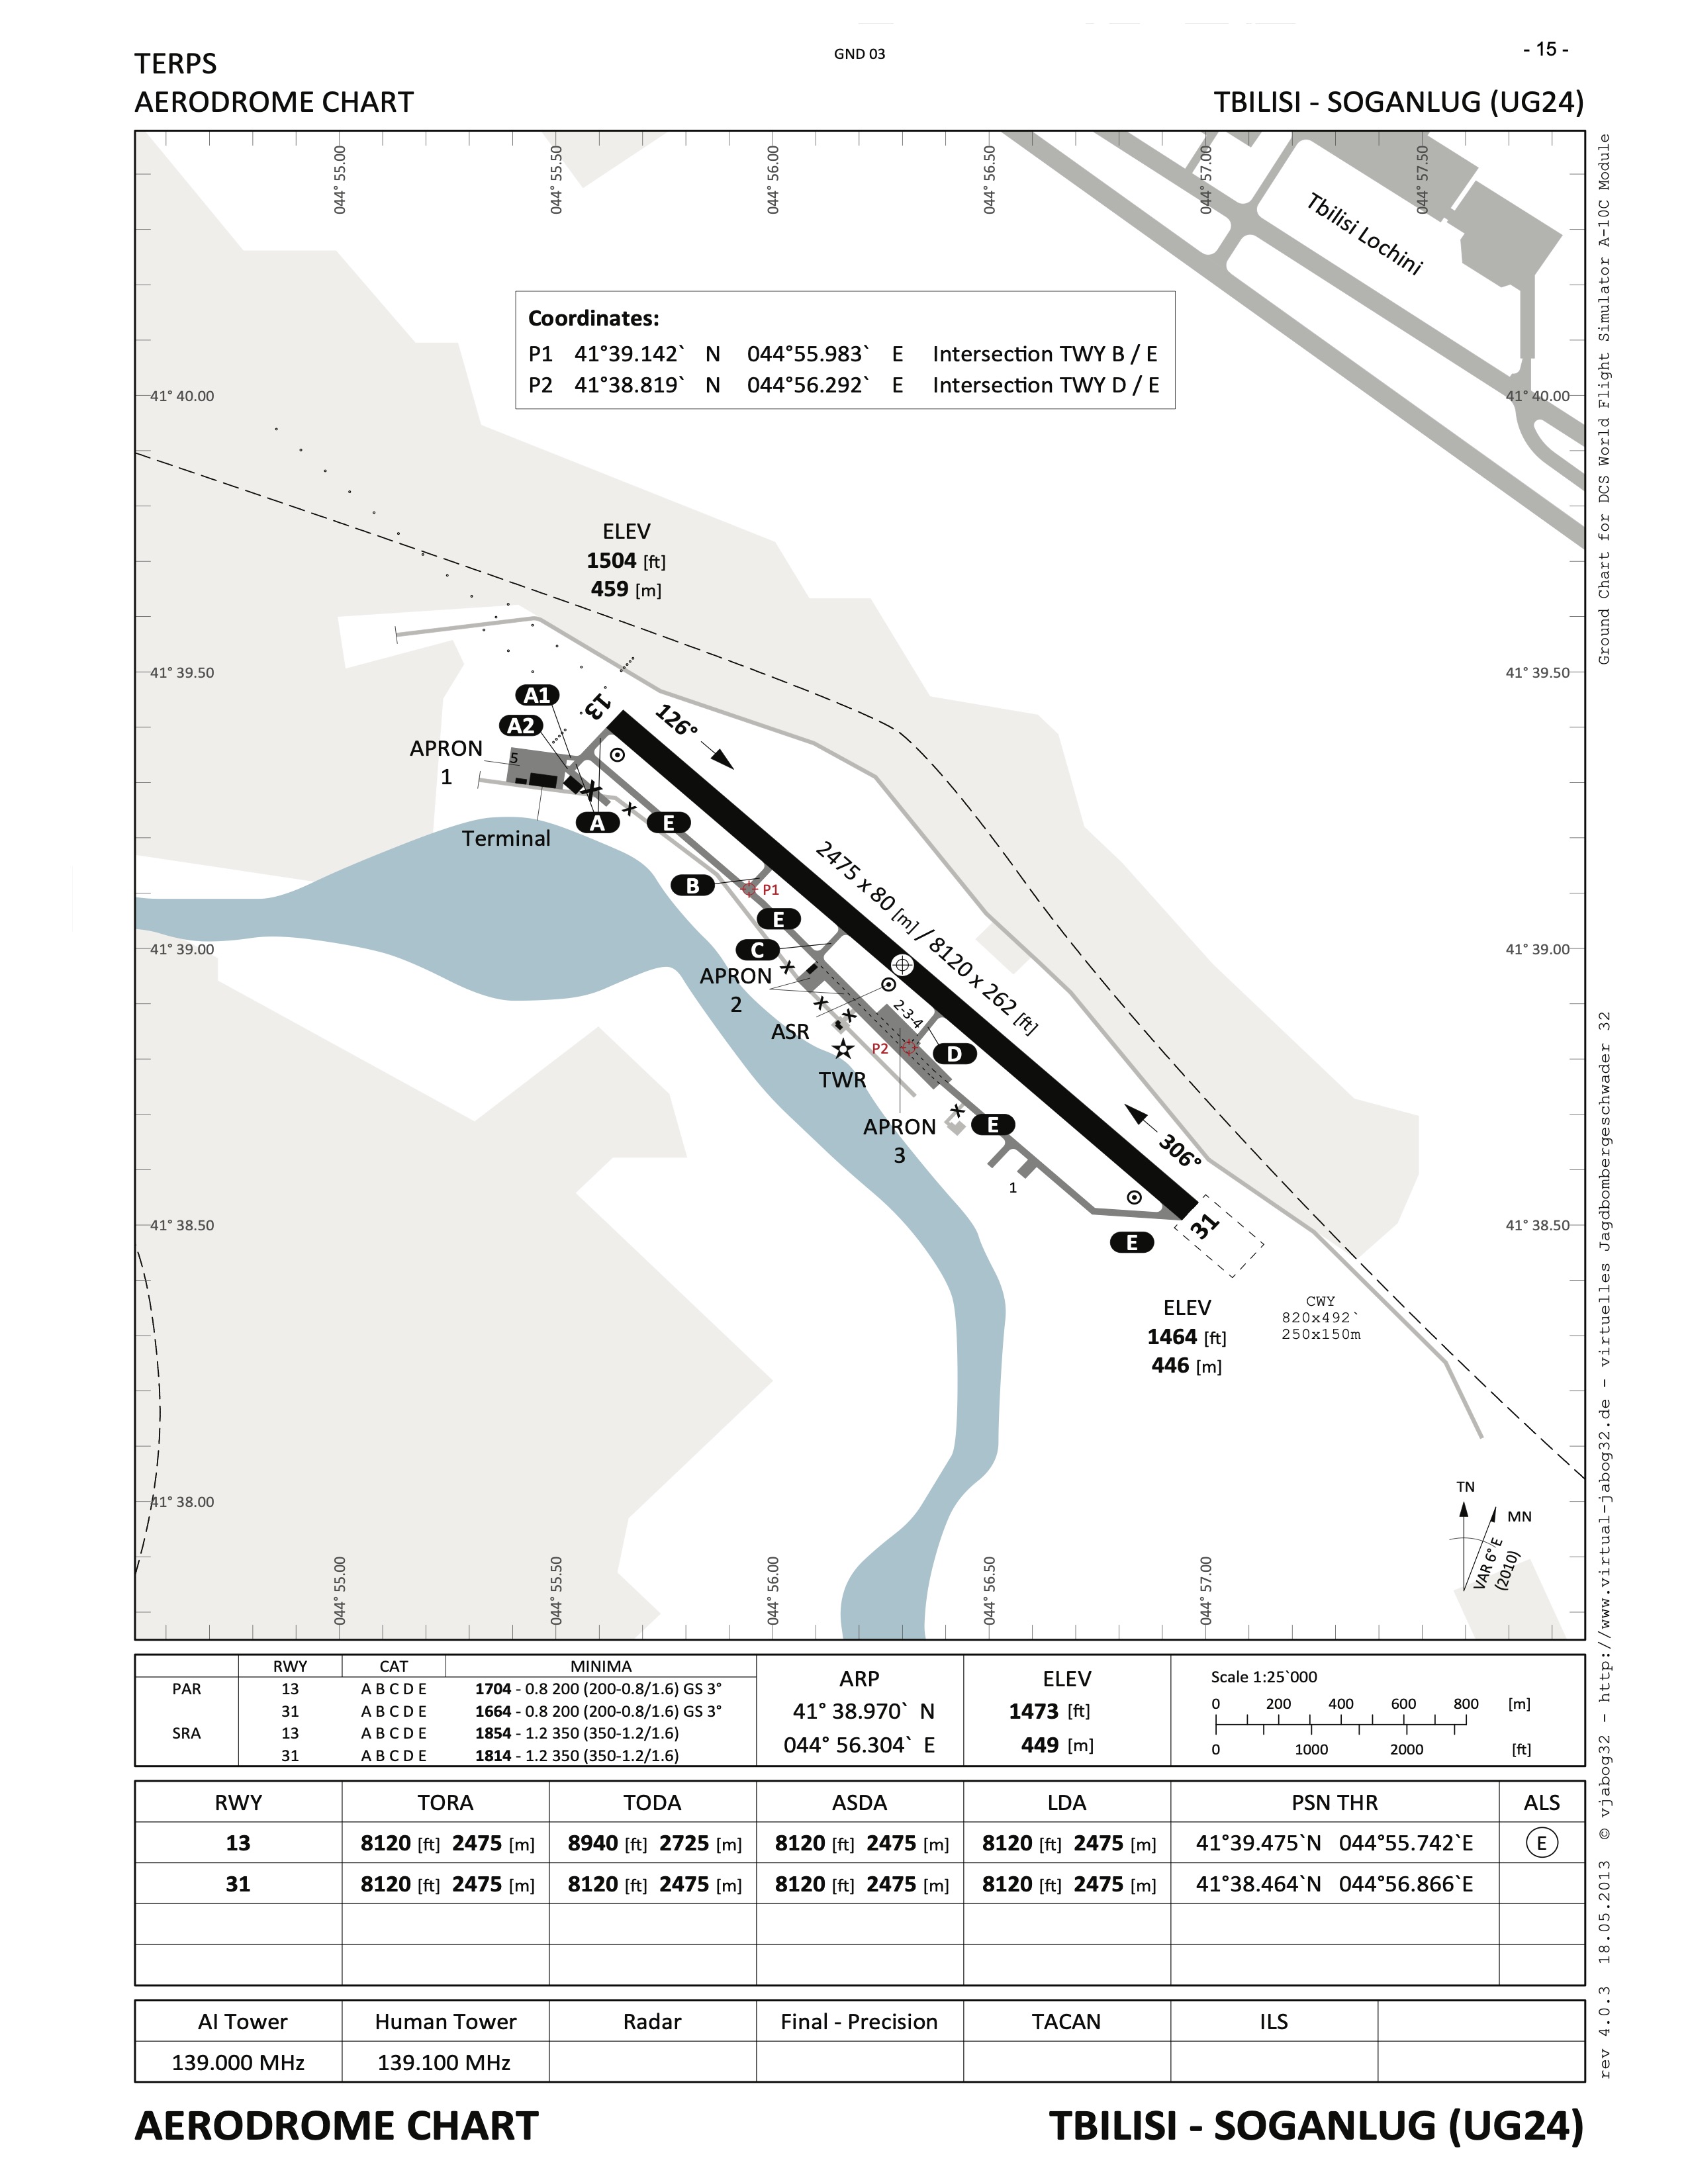 GND 03
- 15 -
TERPS
AERODROME CHART
TBILISI - SOGANLUG (UG24)
044° 55.00
044° 55.50
044° 56.00
044° 56.50
044° 57.00
044° 57.50
Tbilisi Lochini
Coordinates:
P1 41°39.142` N 044°55.983` E Intersection TWY B / E
P2 41°38.819` N 044°56.292` E Intersection TWY D / E
41° 40.00
41° 40.00
ELEV
1504 [ft]
459 [m]
41° 39.50
41° 39.50
A1
13
A2
126°
APRON
1
5
A
E
Terminal
2475 x 80 [m] / 8120 x 262 [ft]
B
P1
E
C
41° 39.00
41° 39.00
APRON
2
2-3-4
ASR
P2
D
TWR
APRON
3
E
306°
1
31
41° 38.50
41° 38.50
E
ELEV
1464 [ft]
446 [m]
CWY
820x492`
250x150m
41° 38.00
TN
MN
VAR 6° E
(2010)
044° 55.00
044° 55.50
044° 56.00
044° 56.50
044° 57.00
RWY CAT MINIMA
PAR 13 A B C D E 1704 - 0.8 200 (200-0.8/1.6) GS 3°
31 A B C D E 1664 - 0.8 200 (200-0.8/1.6) GS 3°
SRA 13 A B C D E 1854 - 1.2 350 (350-1.2/1.6)
31 A B C D E 1814 - 1.2 350 (350-1.2/1.6)
ARP
41° 38.970` N
044° 56.304` E
ELEV
1473 [ft]
449 [m]
Scale 1:25`000
0 200 400 600 800 [m]
0 1000 2000 [ft]
RWY TORA TODA ASDA LDA PSN THR ALS
13 8120 [ft] 2475 [m] 8940 [ft] 2725 [m] 8120 [ft] 2475 [m] 8120 [ft] 2475 [m] 41°39.475`N 044°55.742`E E
31 8120 [ft] 2475 [m] 8120 [ft] 2475 [m] 8120 [ft] 2475 [m] 8120 [ft] 2475 [m] 41°38.464`N 044°56.866`E
AI Tower Human Tower Radar Final - Precision TACAN ILS
139.000 MHz 139.100 MHz
AERODROME CHART
TBILISI - SOGANLUG (UG24)
rev 4.0.3 18.05.2013 © vjabog32 - http://www.virtual-jabog32.de - virtuelles Jagdbombergeschwader 32
Ground Chart for DCS World Flight Simulator A-10C Module